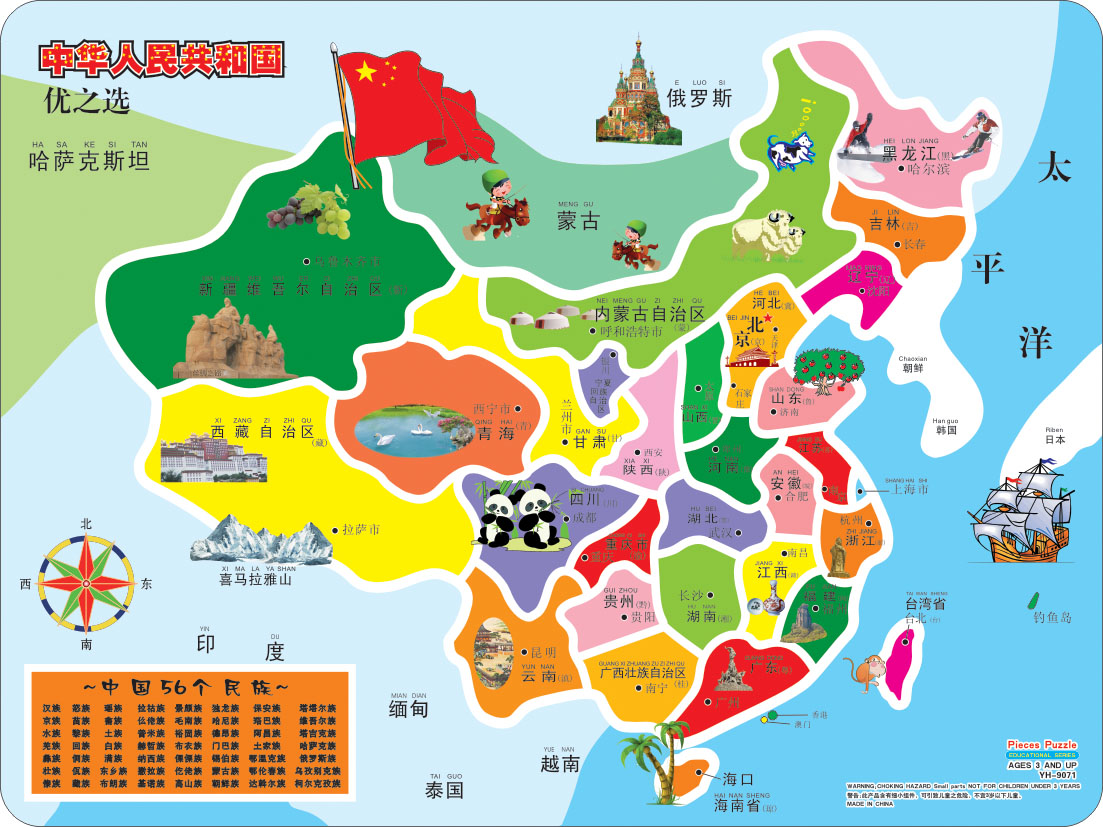 中华人民共和国
优之选
HA SA KE SI TAN
哈萨克斯坦
E LUO SI
俄罗斯
MENG GU
蒙古
太
平
洋
HEI LON JIANG
黑龙江(黑)
哈尔滨
JI LIN
吉林(吉)
长春
辽宁
沈阳
乌鲁木齐市
新疆维吾尔自治区
NEI MENG GU ZI ZHI QU
内蒙古自治区
(蒙)
呼和浩特市
HE BEI
河北(冀)
BEI JIN
北
京
(京)
天津
石家庄
银川
宁夏
回族
自治
区
Chaoxian
朝鲜
Han guo
韩国
Riben
日本
SHAN DONG
山东(鲁)
济南
太原
山西
XI ZANG ZI ZHI QU
西藏自治区
(藏)
西宁市
QING HAI
青海(青)
兰州市
GAN SU
甘肃(甘)
西安
XIA XI
陕西(陕)
河南
江苏
AN HEI
安徽(皖)
合肥
SHANG HAI SHI
上海市
四川(川)
成都
HU BEI
湖北
武汉
杭州
ZHI JIANG
浙江
拉萨市
XI MA LA YA SHAN
喜马拉雅山
重庆市
重庆
南昌
JIANG XI
江西(赣)
GUI ZHOU
贵州(黔)
贵阳
长沙
HU NAN
湖南(湘)
福建
TAI WAN SHENG
台湾省
台北(台)
钓鱼岛
北
西
东
南
YIN DU
印度
昆明
YUN NAN
云南(滇)
GUANG XI ZHUANG ZU ZI ZHI QU
广西壮族自治区
南宁(桂)
广东(粤)
广州
香港
澳门
MIAN DIAN
缅甸
YUE NAN
越南
TAI GUO
泰国
海口
HAI NAN SHENG
海南省(琼)
~中国56个民族~
汉族 怒族 瑶族 拉祜族 景颇族 独龙族 保安族 塔塔尔族
京族 苗族 畲族 仫佬族 毛南族 哈尼族 珞巴族 维吾尔族
水族 黎族 土族 普米族 裕固族 德昂族 阿昌族 塔吉克族
羌族 回族 白族 赫哲族 布衣族 门巴族 土家族 哈萨克族
彝族 侗族 满族 纳西族 傈僳族 锡伯族 鄂温克族 俄罗斯族
壮族 佤族 东乡族 撒拉族 仡佬族 蒙古族 鄂伦春族 乌孜别克族
傣族 藏族 布朗族 基诺族 高山族 朝鲜族 达斡尔族 柯尔克孜族
Pieces Puzzle
EDUCATIONAL SERIES
AGES 3 AND UP
YH-9071
WARNING: CHOKING HAZARD Small parts NOT FOR CHILDREN UNDER 3 YEARS
警告:此产品含有细小组件，可引致儿童之危险，不宜3岁以下儿童。
MADE IN CHINA